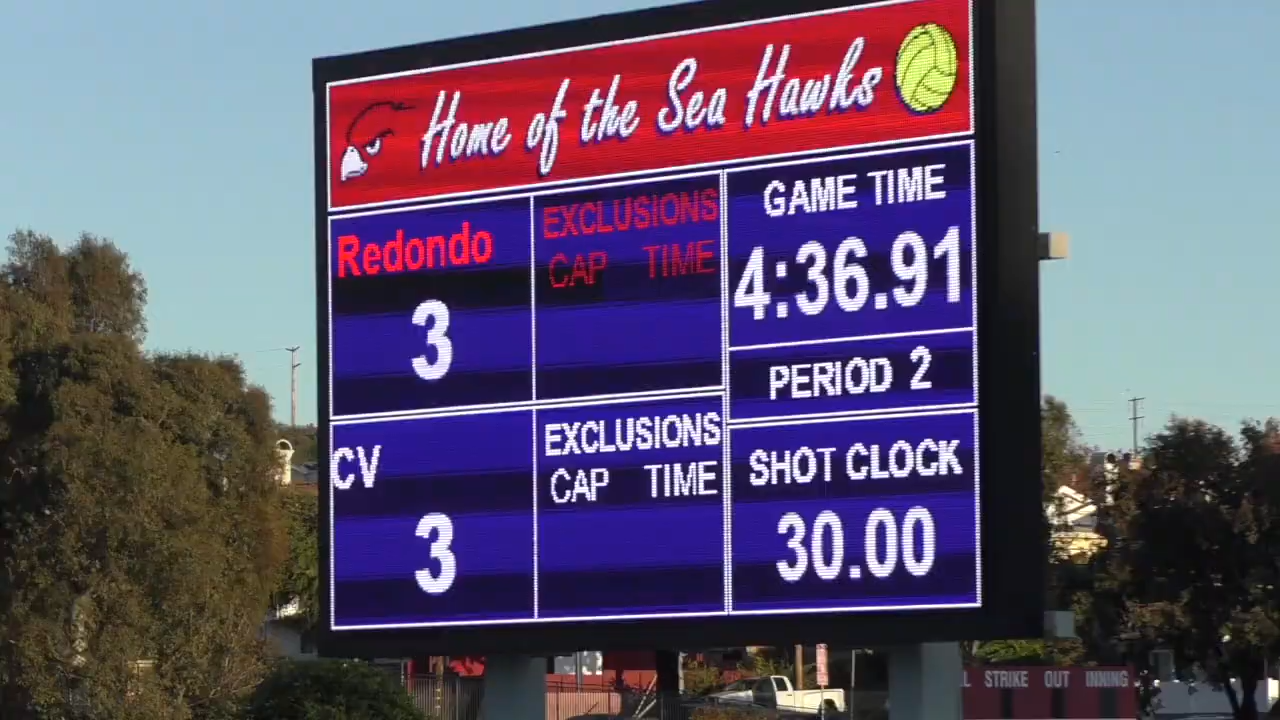 Home of the Sea Hawks
Redondo
3
EXCLUSIONS
CAP TIME
GAME TIME
4:36.91
PERIOD 2
CV
3
EXCLUSIONS
CAP TIME
SHOT CLOCK
30.00
STRIKE OUT INNING